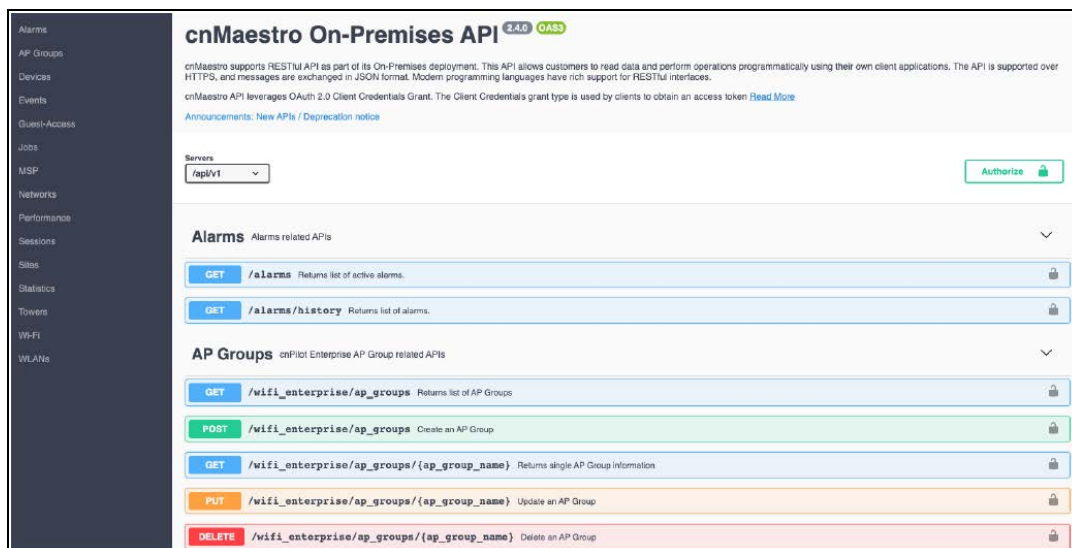 Alarms
AP Groups
Devices
Events
Guest-Access
Jobs
MSP
Networks
Performance
Sessions
Sites
Statistics
Towers
Wi-Fi
WLANs
cnMaestro On-Premises API 2.4.0 OAS3
cnMaestro supports RESTful API as part of its On-Premises deployment. This API allows customers to read data and perform operations programmatically using their own client applications. The API is supported over
HTTPS, and messages are exchanged in JSON format. Modern programming languages have rich support for RESTful interfaces.
cnMaestro API leverages OAuth 2.0 Client Credentials Grant. The Client Credentials grant type is used by clients to obtain an access token Read More
Announcements: New APIs / Deprecation notice
Servers
/api/v1
Authorize
Alarms Alarms related APIs
GET /alarms Returns list of active alarms.
GET /alarms/history Returns list of alarms.
AP Groups cnPilot Enterprise AP Group related APIs
GET /wifi_enterprise/ap_groups Returns list of AP Groups
POST /wifi_enterprise/ap_groups Create an AP Group
GET /wifi_enterprise/ap_groups/{ap_group_name} Returns single AP Group information
PUT /wifi_enterprise/ap_groups/{ap_group_name} Update an AP Group
DELETE /wifi_enterprise/ap_groups/{ap_group_name} Delete an AP Group